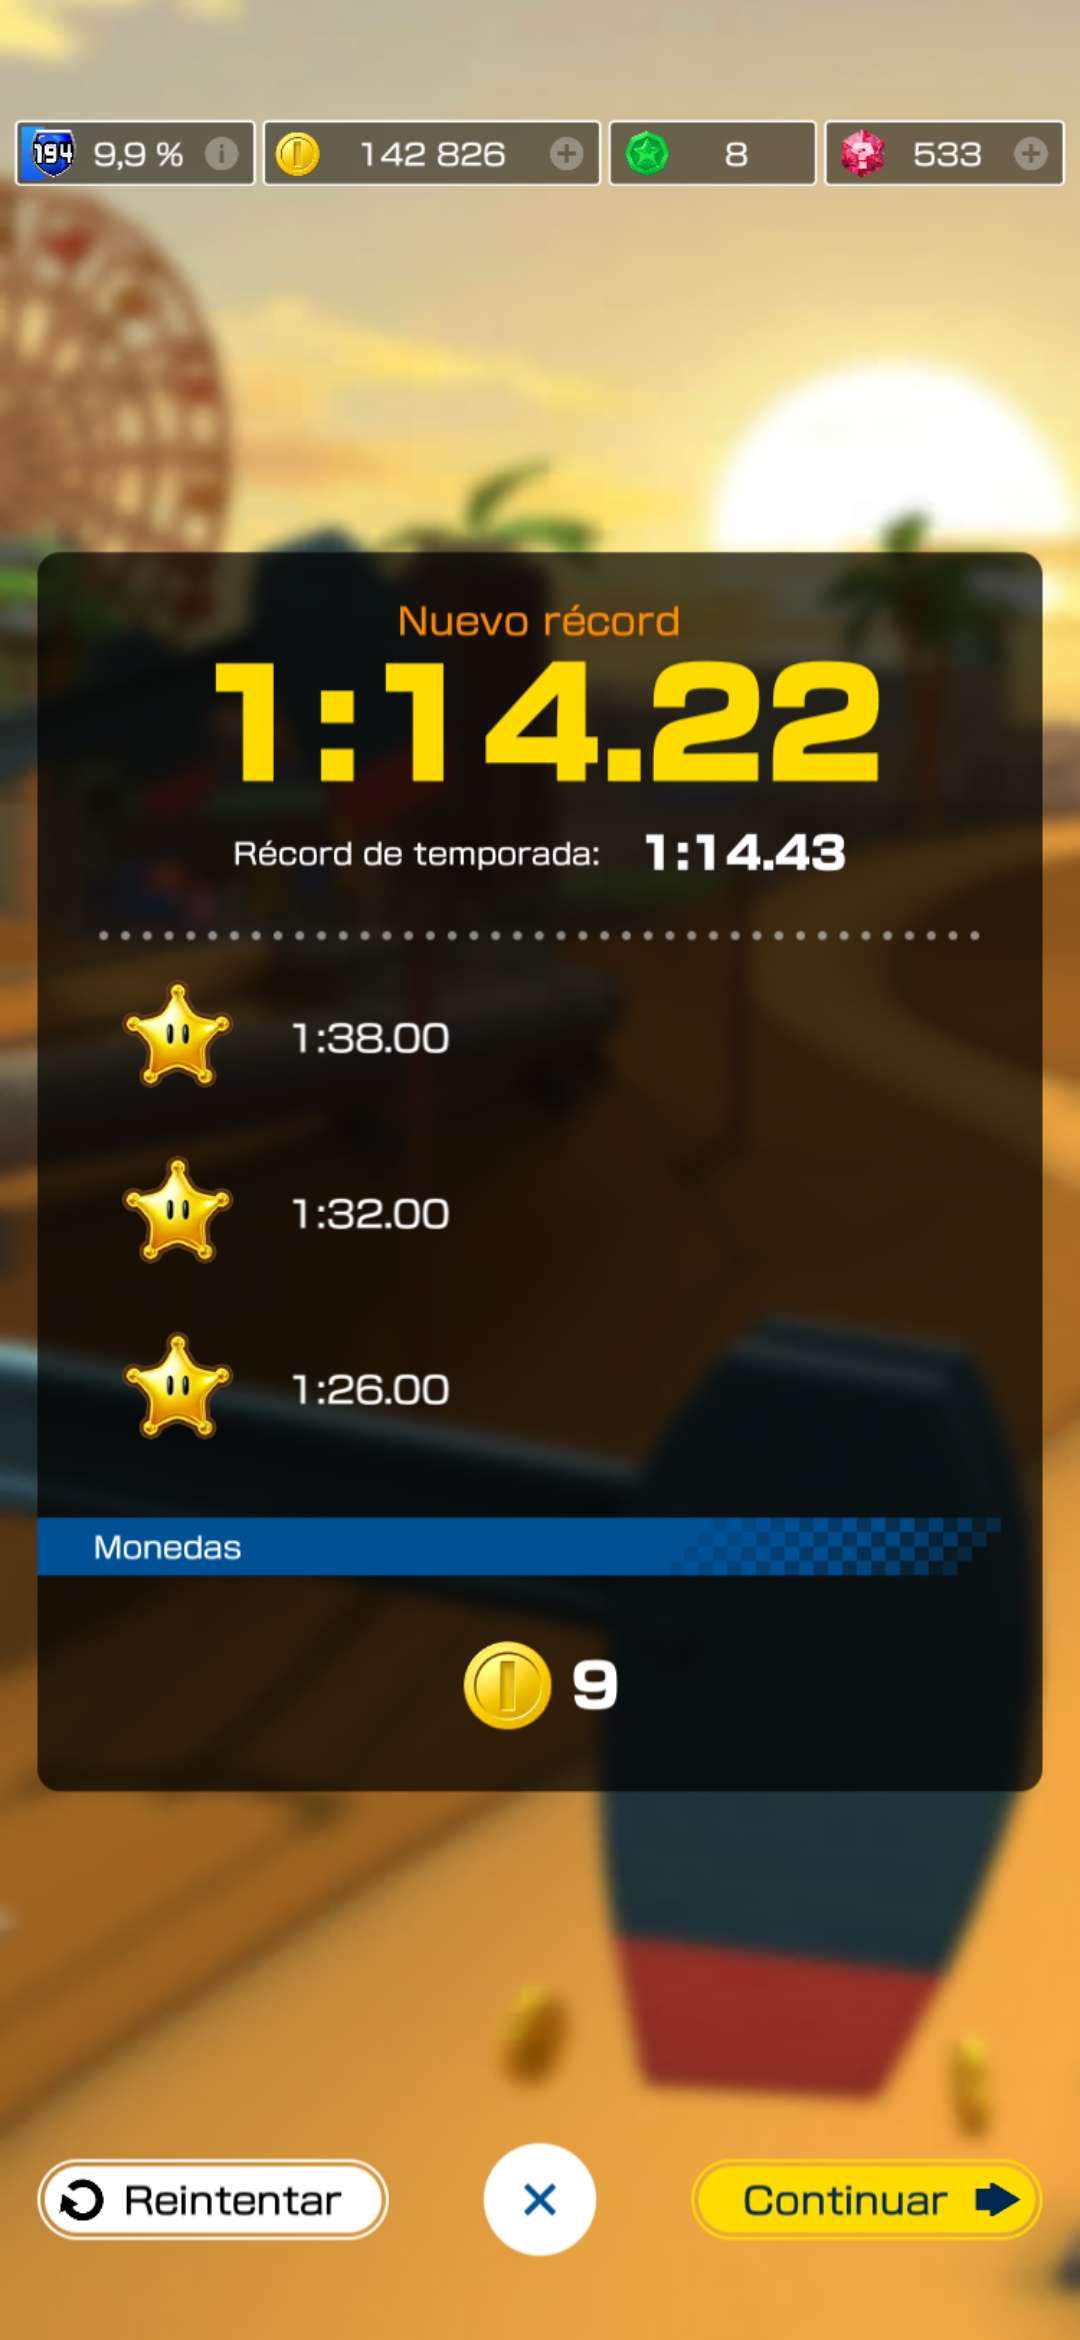 194 9,9 % i 142 826 + 8 ? 533 +
Nuevo récord
1:14.22
Récord de temporada: 1:14.43
1:38.00
1:32.00
1:26.00
Monedas
9
Reintentar × Continuar